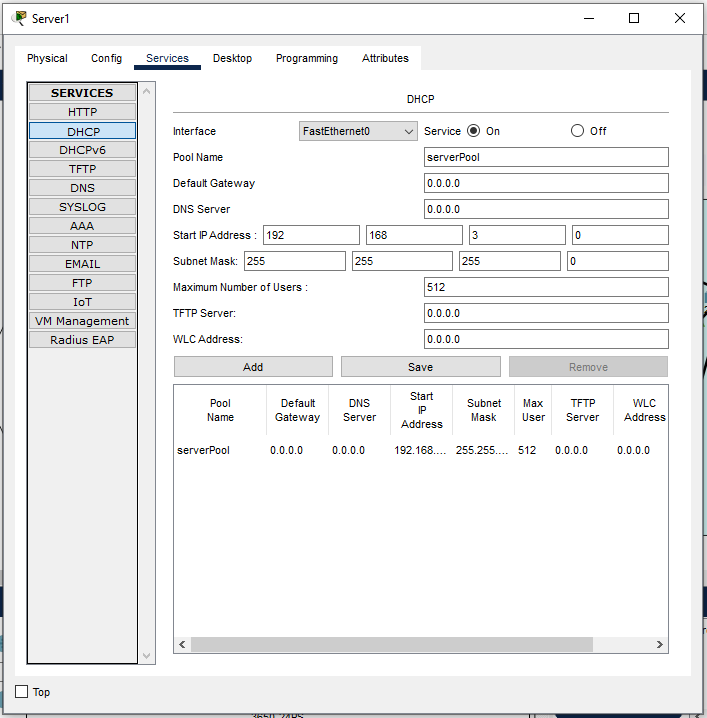 Server1
Physical Config Services Desktop Programming Attributes
SERVICES
HTTP
DHCP
DHCPv6
TFTP
DNS
SYSLOG
AAA
NTP
EMAIL
FTP
IoT
VM Management
Radius EAP
DHCP
Interface FastEthernet0 Service On Off
Pool Name serverPool
Default Gateway 0.0.0.0
DNS Server 0.0.0.0
Start IP Address : 192 168 3 0
Subnet Mask: 255 255 255 0
Maximum Number of Users : 512
TFTP Server: 0.0.0.0
WLC Address: 0.0.0.0
Add Save Remove
Pool Name Default Gateway DNS Server Start IP Address Subnet Mask Max User TFTP Server WLC Address
serverPool 0.0.0.0 0.0.0.0 192.168.... 255.255.... 512 0.0.0.0 0.0.0.0
Top